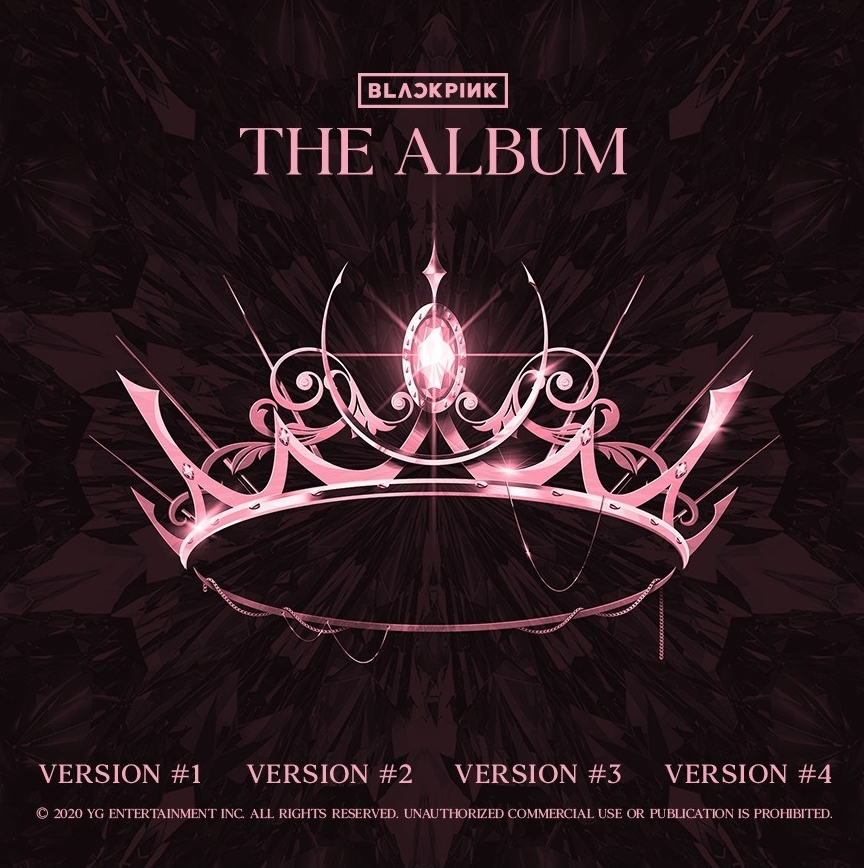 BLACKPINK
THE ALBUM
VERSION #1 VERSION #2 VERSION #3 VERSION #4
© 2020 YG ENTERTAINMENT INC. ALL RIGHTS RESERVED. UNAUTHORIZED COMMERCIAL USE OR PUBLICATION IS PROHIBITED.